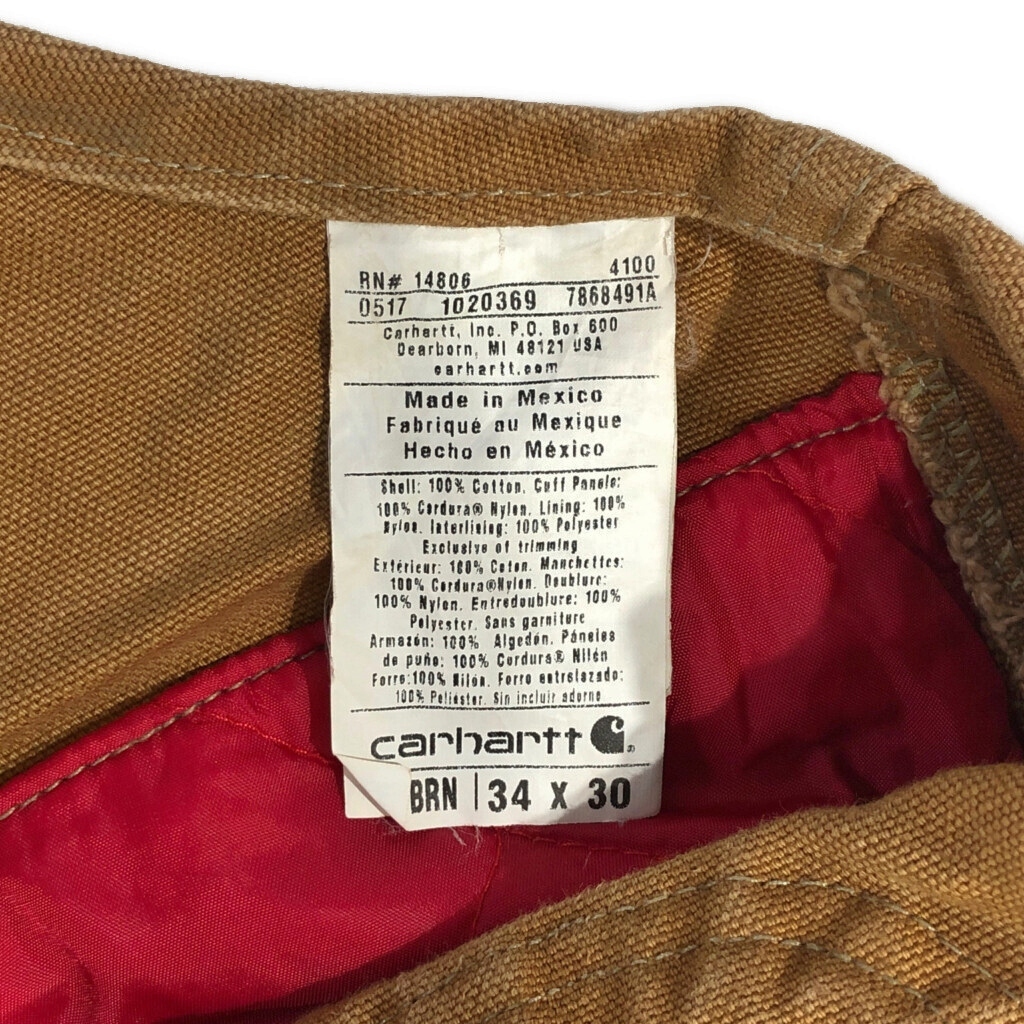 RN# 14806 4100
0517 1020369 7868491A
Carhartt, Inc. P.O. Box 600
Dearborn, MI 48121 USA
carhartt.com
Made in Mexico
Fabriqué au Mexique
Hecho en México
Shell: 100% Cotton, Cuff Panels:
100% Cordura® Nylon, Lining: 100%
Nylon, Interlining: 100% Polyester
Exclusive of trimming
Extérieur: 100% Coton, Manchettes:
100% Cordura®Nylon, Doublure:
100% Nylon, Entredoublure: 100%
Polyester, Sans garniture
Armazón: 100% Algodón, Páneles
de puño: 100% Cordura® Nilón
Forro:100% Nilón, Forro entrelazado:
100% Poliester, Sin incluir adorno
carhartt
BRN 34 X 30